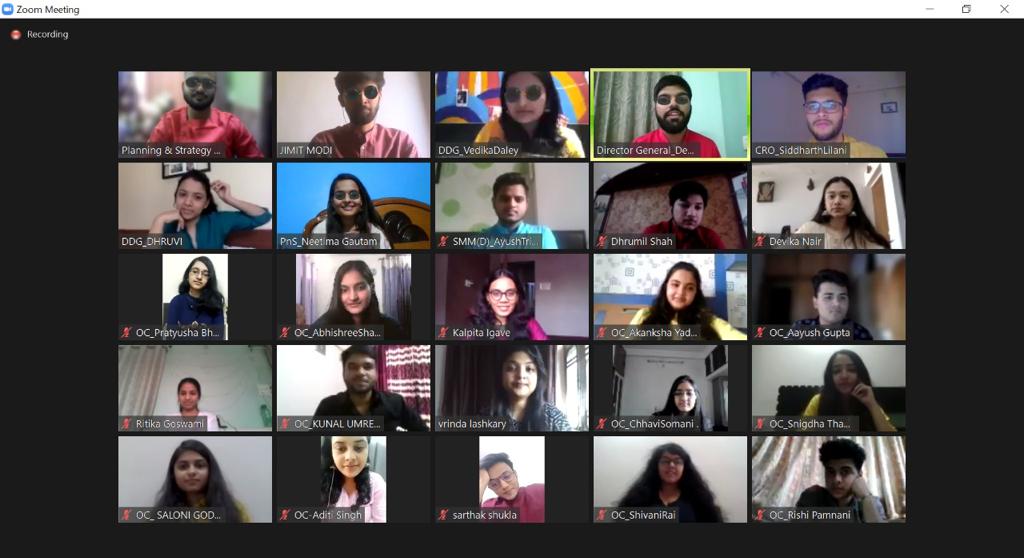 Zoom Meeting
Recording
Planning & Strategy ...
JIMIT MODI
DDG_VedikaDaley
Director General_De...
CRO_SiddharthLilani
DDG_DHRUVI
PnS_Neetima Gautam
SMM(D)_AyushTri...
Dhrumil Shah
Devika Nair
OC_Pratyusha Bh...
OC_AbhishreeSha...
Kalpita Igave
OC_Akanksha Yad...
OC_Aayush Gupta
Ritika Goswami
OC_KUNAL UMRE...
vrinda lashkary
OC_ChhaviSomani .
OC_Snigdha Tha...
OC_ SALONI GOD...
OC-Aditi Singh
sarthak shukla
OC_ShivaniRai
OC_Rishi Pamnani